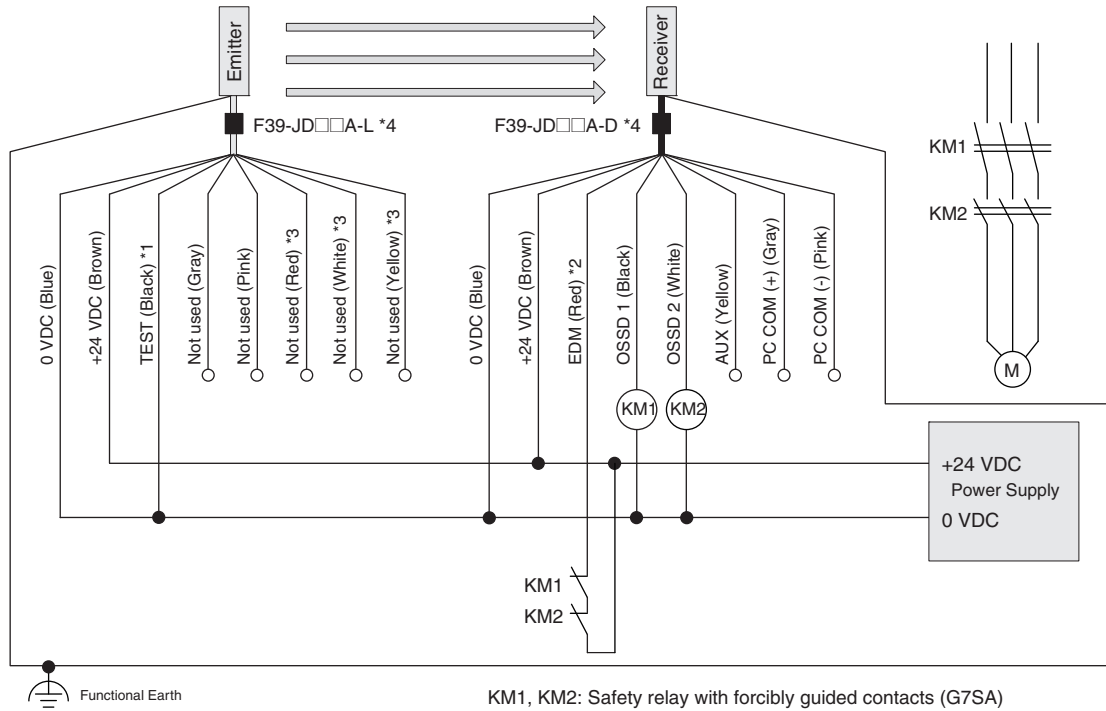 Emitter
Receiver
F39-JD□□A-L *4
F39-JD□□A-D *4
KM1
KM2
M
0 VDC (Blue)
+24 VDC (Brown)
TEST (Black) *1
Not used (Gray)
Not used (Pink)
Not used (Red) *3
Not used (White) *3
Not used (Yellow) *3
0 VDC (Blue)
+24 VDC (Brown)
EDM (Red) *2
OSSD 1 (Black)
OSSD 2 (White)
AUX (Yellow)
PC COM (+) (Gray)
PC COM (-) (Pink)
KM1
KM2
+24 VDC
Power Supply
0 VDC
KM1
KM2
Functional Earth
KM1, KM2: Safety relay with forcibly guided contacts (G7SA)